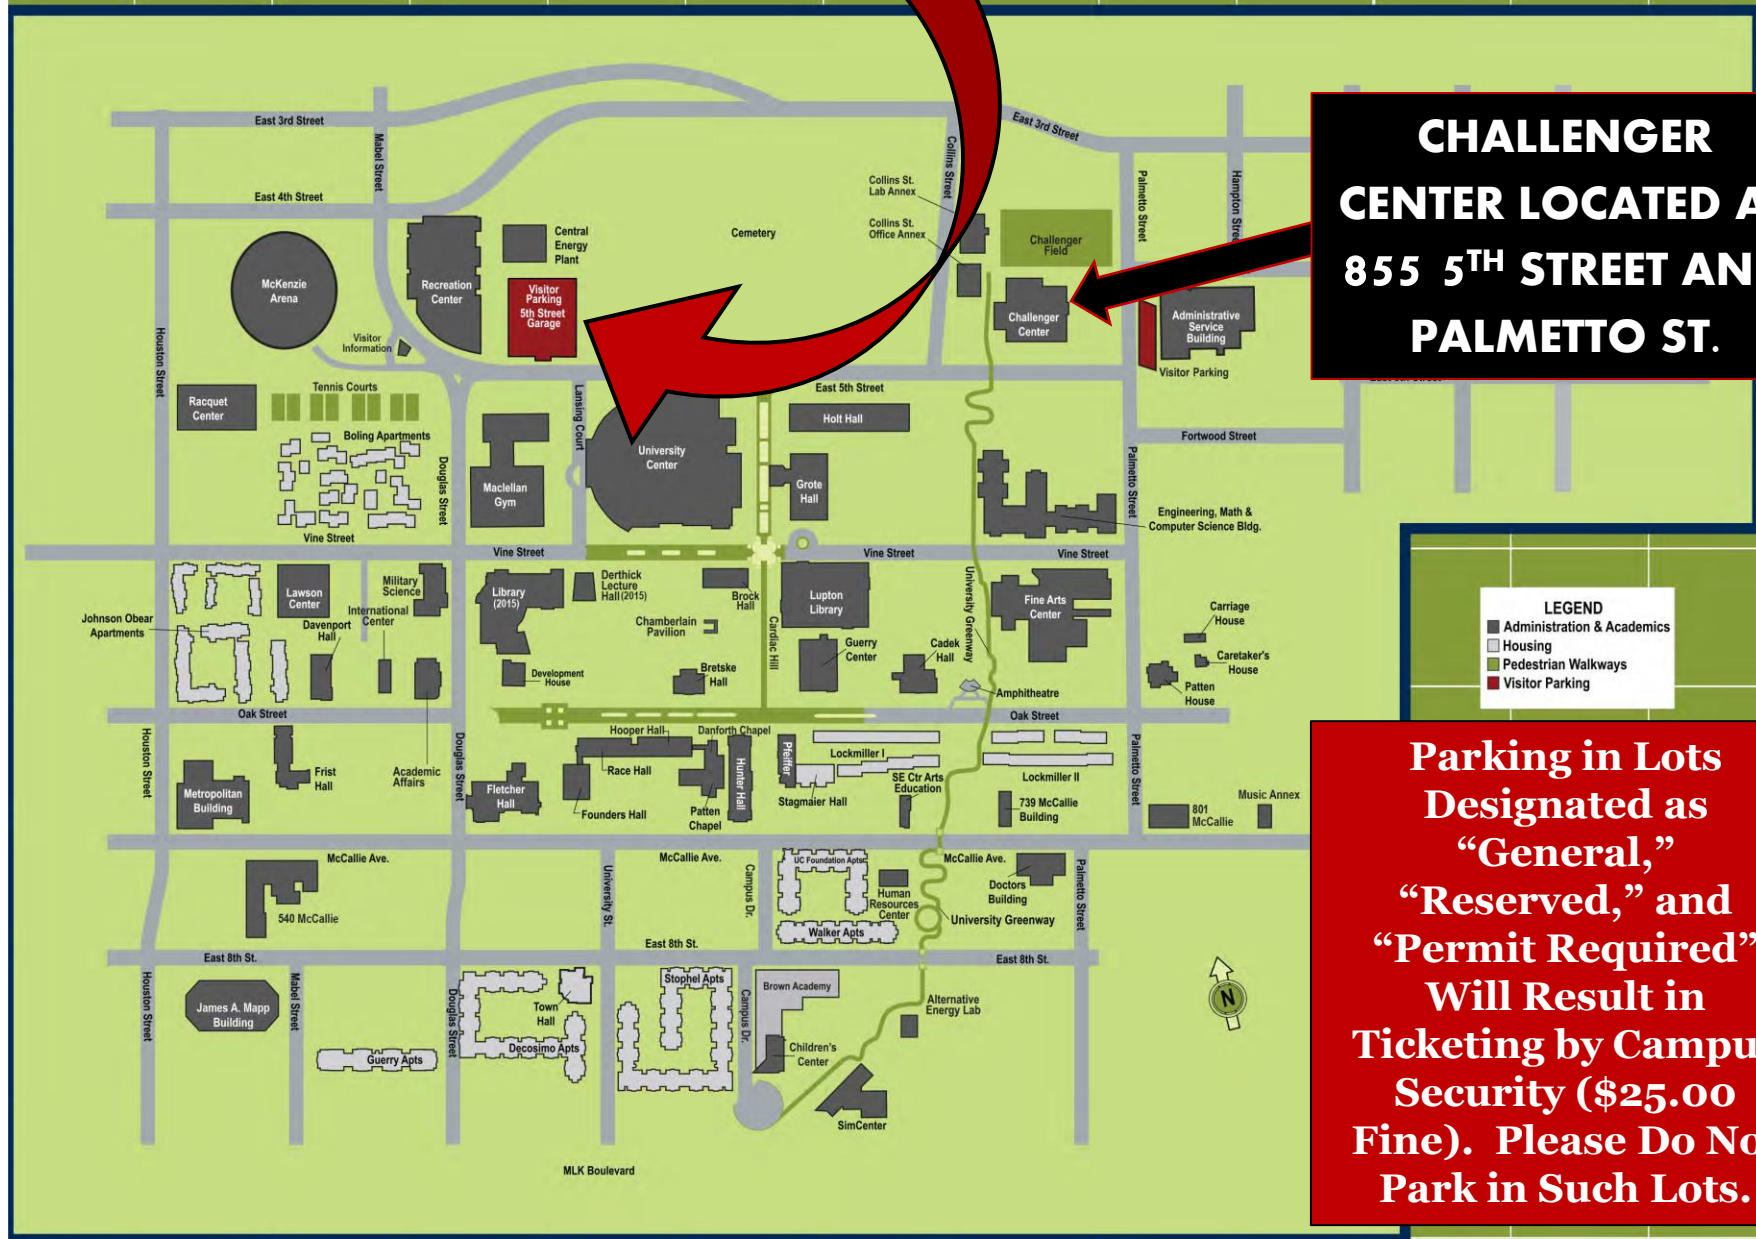 East 3rd Street
East 3rd Street
Mabel Street
Collins Street
Palmetto Street
Hampton Stree
East 4th Street
Collins St.
Lab Annex
Collins St.
Office Annex
Cemetery
Central
Energy
Plant
Challenger
Field
McKenzie
Arena
Recreation
Center
Visitor
Parking
5th Street
Garage
Challenger
Center
Administrative
Service
Building
Visitor
Information
Visitor Parking
Houston Street
Tennis Courts
East 5th Street
Racquet
Center
Lansing Court
Holt Hall
Boling Apartments
University
Center
Fortwood Street
Douglas Street
Maclellan
Gym
Grote
Hall
Palmetto Street
Engineering, Math &
Computer Science Bldg.
Vine Street
Vine Street
Vine Street
Vine Street
Lawson
Center
Military
Science
Library
(2015)
Derthick
Lecture
Hall(2015)
Brock
Hall
Lupton
Library
University Greenway
Fine Arts
Center
Johnson Obear
Apartments
Davenport
Hall
International
Center
Chamberlain
Pavilion
Cardiac Hill
Guerry
Center
Cadek
Hall
Carriage
House
Caretaker's
House
Development
House
Bretske
Hall
Amphitheatre
Patten
House
Oak Street
Oak Street
Houston Street
Douglas Street
Hooper Hall
Danforth Chapel
Palmetto Street
Frist
Hall
Academic
Affairs
Race Hall
Hunter Hall
Pfeiffer
Lockmiller I
Lockmiller II
Metropolitan
Building
Fletcher
Hall
Founders Hall
Patten
Chapel
Stagmaier Hall
SE Ctr Arts
Education
739 McCallie
Building
801
McCallie
Music Annex
McCallie Ave.
McCallie Ave.
McCallie Ave.
UC Foundation Apts
540 McCallie
University St.
Campus Dr.
Human
Resources
Center
Doctors
Building
Palmetto Street
University Greenway
Walker Apts
East 8th St.
East 8th St.
East 8th St.
Houston Street
Mabel Street
Douglas Street
Campus Dr.
James A. Mapp
Building
Town
Hall
Stophel Apts
Brown Academy
Alternative
Energy Lab
Guerry Apts
Decosimo Apts
Children's
Center
SimCenter
MLK Boulevard
N
CHALLENGER
CENTER LOCATED A
855 5TH STREET AN
PALMETTO ST.
LEGEND
Administration & Academics
Housing
Pedestrian Walkways
Visitor Parking
Parking in Lots
Designated as
“General,”
“Reserved,” and
“Permit Required”
Will Result in
Ticketing by Campu
Security ($25.00
Fine). Please Do No
Park in Such Lots.